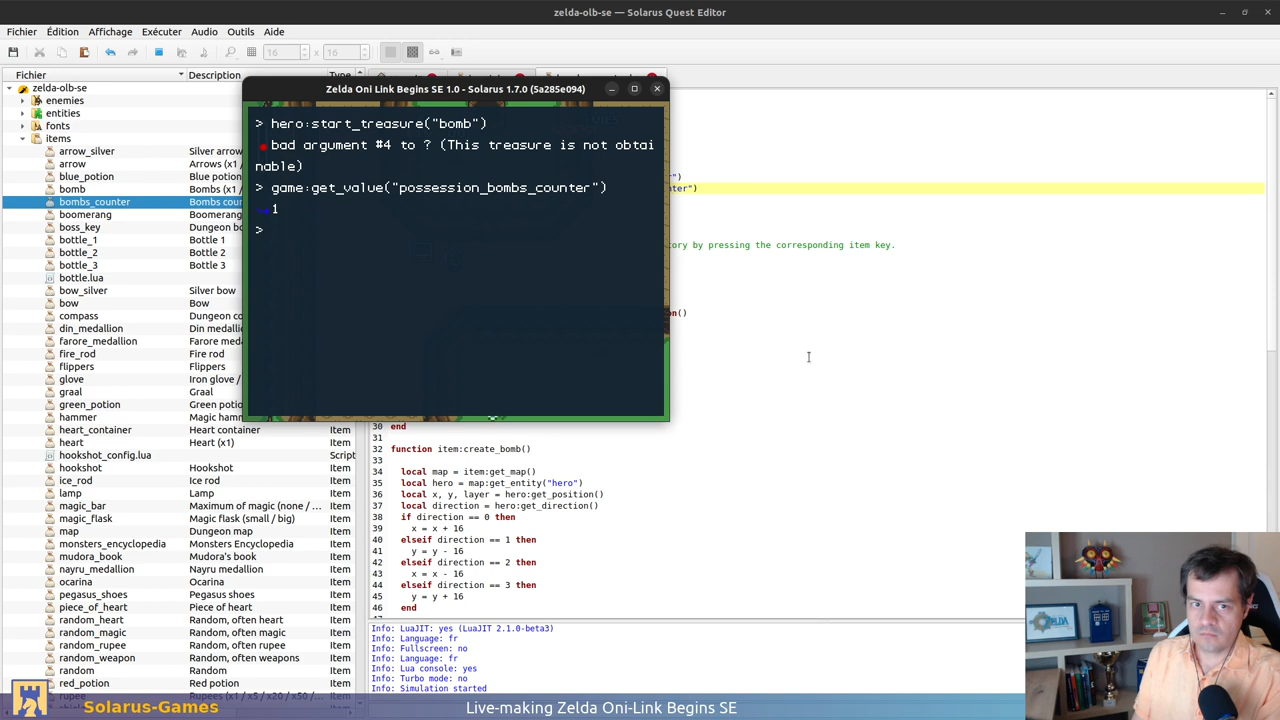 zelda-olb-se — Solarus Quest Editor
Fichier Édition Affichage Exécuter Audio Outils Aide
16 x 16
Fichier Description Type
zelda-olb-se
enemies
entities
fonts
items
arrow_silver Silver arrow
arrow Arrows (x1 /
blue_potion Blue potion
bomb Bombs (x1 /
bombs_counter Bombs cour
boomerang Boomerang
boss_key Dungeon b
bottle_1 Bottle 1
bottle_2 Bottle 2
bottle_3 Bottle 3
bottle.lua
bow_silver Silver bow
bow Bow
compass Dungeon co
din_medallion Din medallio
farore_medallion Farore meda
fire_rod Fire rod
flippers Flippers
glove Iron glove /
graal Graal
green_potion Green potio
hammer Magic hamm
heart_container Heart container Item
heart Heart (x1) Item
hookshot_config.lua Script
hookshot Hookshot Item
ice_rod Ice rod Item
lamp Lamp Item
magic_bar Maximum of magic (none / ... Item
magic_flask Magic flask (small / big) Item
map Dungeon map Item
monsters_encyclopedia Monsters Encyclopedia Item
mudora_book Mudora's book Item
nayru_medallion Nayru medallion Item
ocarina Ocarina Item
pegasus_shoes Pegasus shoes Item
piece_of_heart Piece of heart Item
random_heart Random, often heart Item
random_magic Random, often magic Item
random_rupee Random, often rupee Item
random_weapon Random, often weapons Item
random Random Item
red_potion Red potion Item
Zelda Oni Link Begins SE 1.0 - Solarus 1.7.0 (5a285e094)
> hero:start_treasure("bomb")
bad argument #4 to ? (This treasure is not obtai
nable)
> game:get_value("possession_bombs_counter")
1
>
")
nter")
ory by pressing the corresponding item key.
on()
30 end
31
32 function item:create_bomb()
33
34 local map = item:get_map()
35 local hero = map:get_entity("hero")
36 local x, y, layer = hero:get_position()
37 local direction = hero:get_direction()
38 if direction == 0 then
39 x = x + 16
40 elseif direction == 1 then
41 y = y - 16
42 elseif direction == 2 then
43 x = x - 16
44 elseif direction == 3 then
45 y = y + 16
46 end
Info: LuaJIT: yes (LuaJIT 2.1.0-beta3)
Info: Language: fr
Info: Fullscreen: no
Info: Language: fr
Info: Lua console: yes
Info: Turbo mode: no
Info: Simulation started
Solarus-Games
Live-making Zelda Oni-Link Begins SE